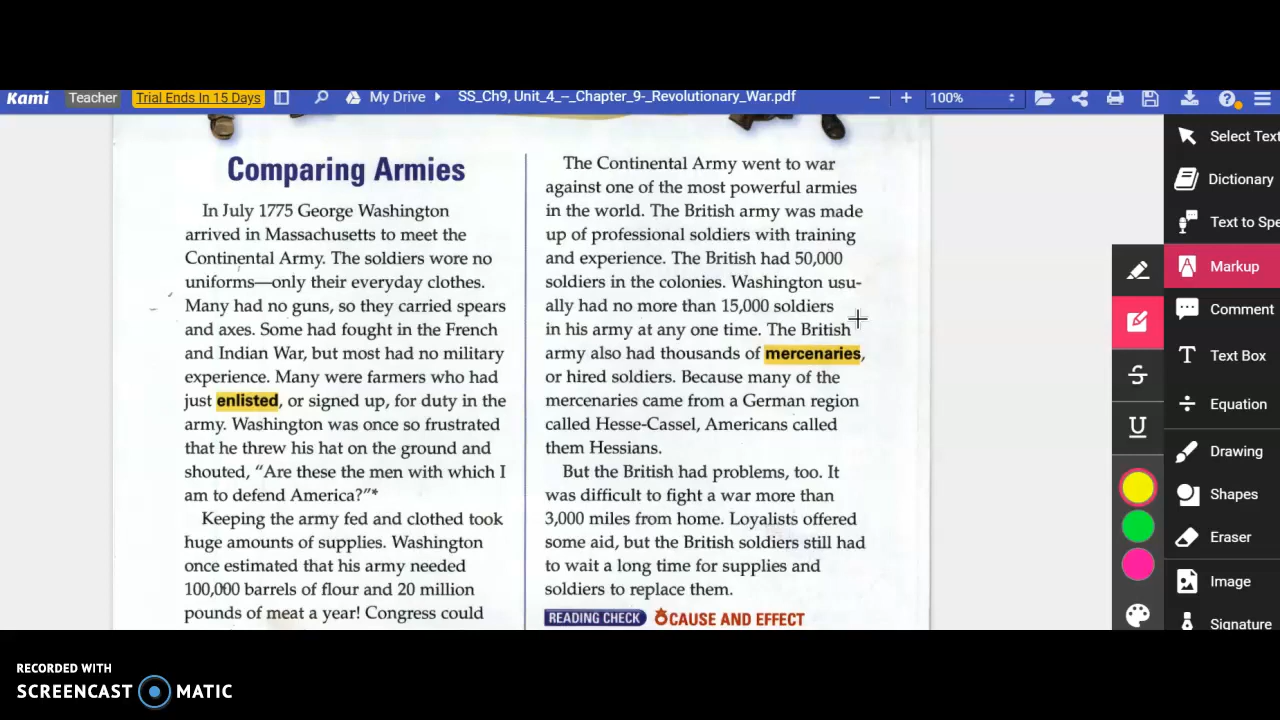 Kami
Teacher
Trial Ends In 15 Days
My Drive
SS_Ch9, Unit_4_--_Chapter_9-_Revolutionary_War.pdf
100%
Comparing Armies
In July 1775 George Washington
arrived in Massachusetts to meet the
Continental Army. The soldiers wore no
uniforms—only their everyday clothes.
Many had no guns, so they carried spears
and axes. Some had fought in the French
and Indian War, but most had no military
experience. Many were farmers who had
just enlisted, or signed up, for duty in the
army. Washington was once so frustrated
that he threw his hat on the ground and
shouted, “Are these the men with which I
am to defend America?”*
Keeping the army fed and clothed took
huge amounts of supplies. Washington
once estimated that his army needed
100,000 barrels of flour and 20 million
pounds of meat a year! Congress could
The Continental Army went to war
against one of the most powerful armies
in the world. The British army was made
up of professional soldiers with training
and experience. The British had 50,000
soldiers in the colonies. Washington usu-
ally had no more than 15,000 soldiers
in his army at any one time. The British
army also had thousands of mercenaries,
or hired soldiers. Because many of the
mercenaries came from a German region
called Hesse-Cassel, Americans called
them Hessians.
But the British had problems, too. It
was difficult to fight a war more than
3,000 miles from home. Loyalists offered
some aid, but the British soldiers still had
to wait a long time for supplies and
soldiers to replace them.
READING CHECK CAUSE AND EFFECT
Select Text
Dictionary
Text to Spe
Markup
Comment
Text Box
Equation
Drawing
Shapes
Eraser
Image
Signature
RECORDED WITH
SCREENCAST MATIC